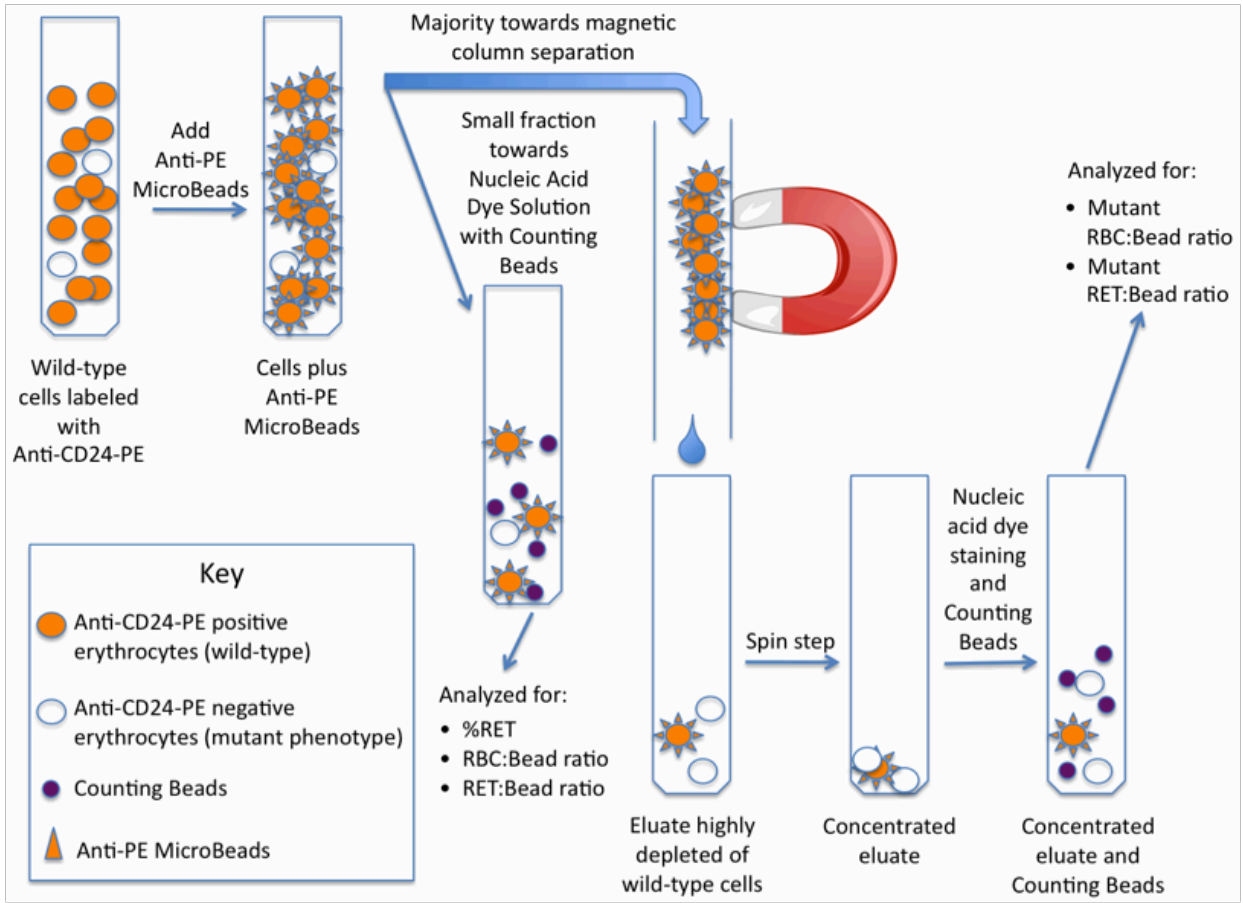 Majority towards magnetic
column separation
Add
Anti-PE
MicroBeads
Small fraction
towards
Nucleic Acid
Dye Solution
with Counting
Beads
Analyzed for:
• Mutant
RBC:Bead ratio
• Mutant
RET:Bead ratio
Wild-type
cells labeled
with
Anti-CD24-PE
Cells plus
Anti-PE
MicroBeads
Key
Anti-CD24-PE positive
erythrocytes (wild-type)
Anti-CD24-PE negative
erythrocytes (mutant phenotype)
Counting Beads
Anti-PE MicroBeads
Analyzed for:
• %RET
• RBC:Bead ratio
• RET:Bead ratio
Spin step
Nucleic
acid dye
staining
and
Counting
Beads
Eluate highly
depleted of
wild-type cells
Concentrated
eluate
Concentrated
eluate and
Counting Beads